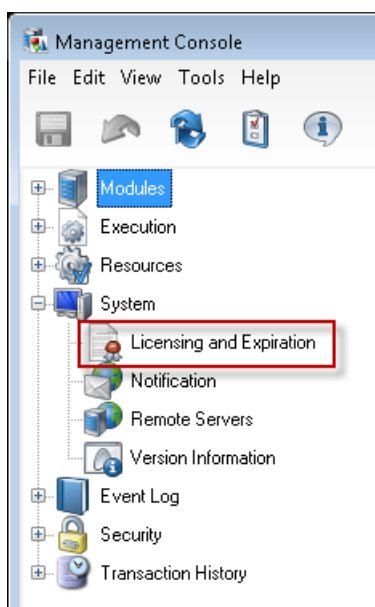 Management Console
File Edit View Tools Help
Modules
Execution
Resources
System
Licensing and Expiration
Notification
Remote Servers
Version Information
Event Log
Security
Transaction History